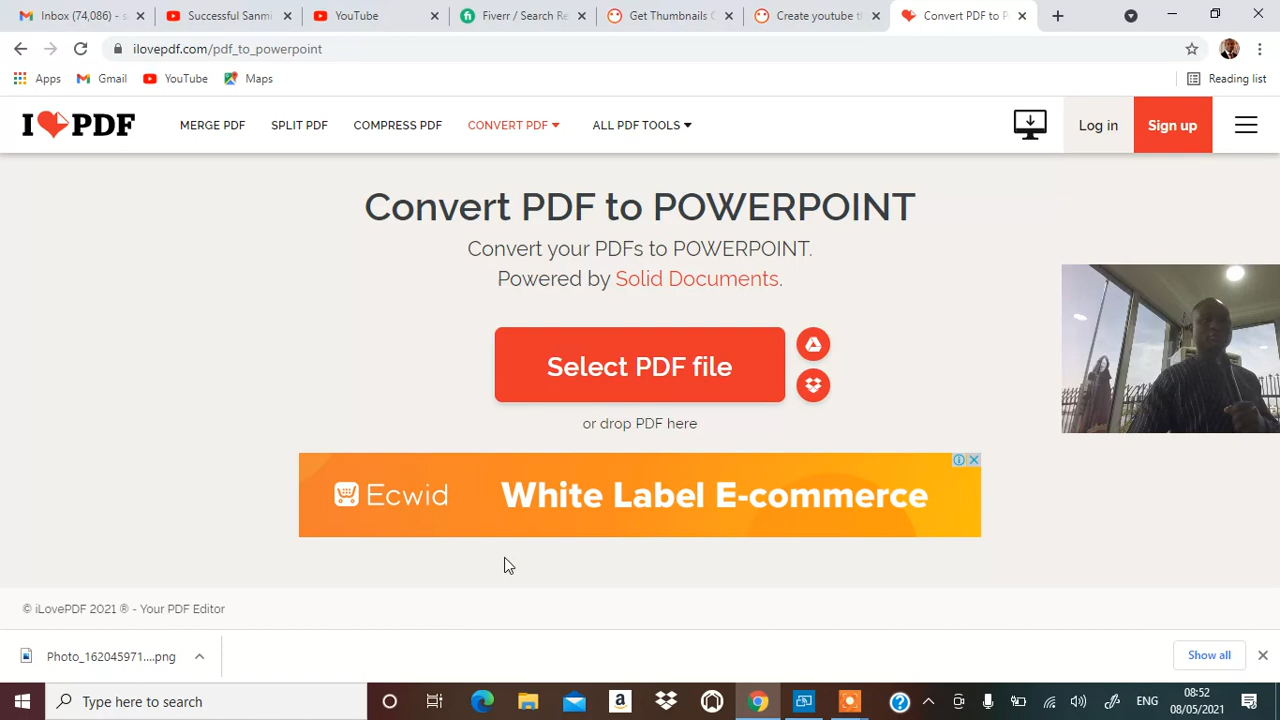 Inbox (74,086) - s
Successful Sanmi
YouTube
Fiverr / Search Re
Get Thumbnails C
Create youtube t
Convert PDF to P
ilovepdf.com/pdf_to_powerpoint
Apps
Gmail
YouTube
Maps
Reading list
I PDF
MERGE PDF
SPLIT PDF
COMPRESS PDF
CONVERT PDF
ALL PDF TOOLS
Log in
Sign up
Convert PDF to POWERPOINT
Convert your PDFs to POWERPOINT.
Powered by Solid Documents.
Select PDF file
or drop PDF here
Ecwid
White Label E-commerce
© iLovePDF 2021 ® - Your PDF Editor
Photo_162045971....png
Show all
Type here to search
ENG
08:52
08/05/2021